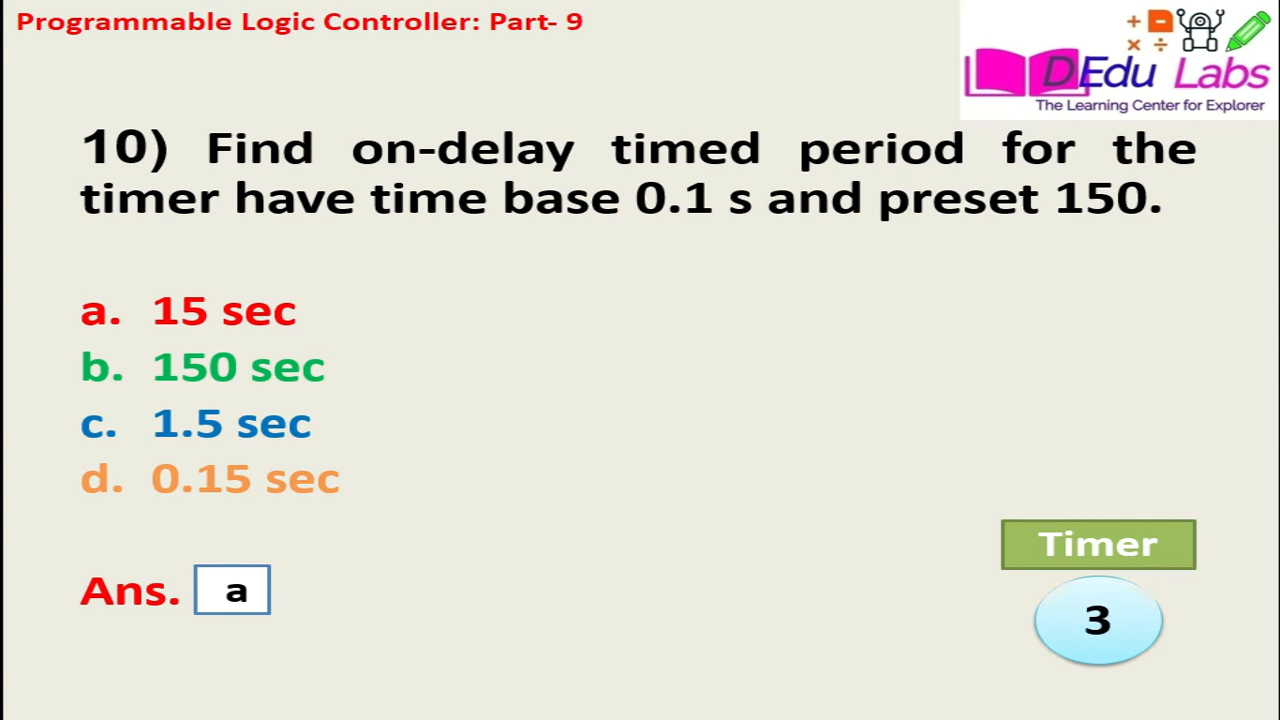 Programmable Logic Controller: Part- 9
DEdu Labs
The Learning Center for Explorer
10) Find on-delay timed period for the
timer have time base 0.1 s and preset 150.
a. 15 sec
b. 150 sec
c. 1.5 sec
d. 0.15 sec
Ans. a
Timer
3